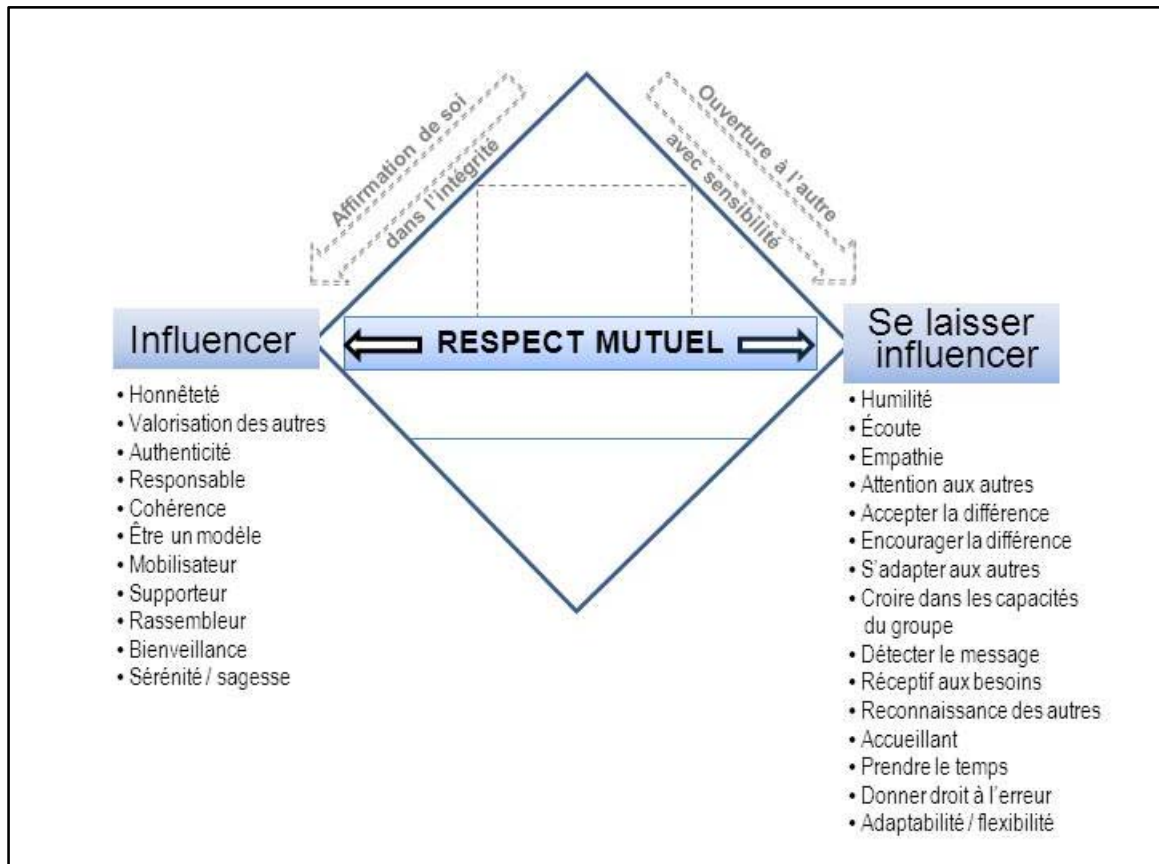 Affirmation de soi
dans l'intégrité
Ouverture à l'autre
avec sensibilité
Influencer
RESPECT MUTUEL
Se laisser
influencer
• Honnêteté
• Valorisation des autres
• Authenticité
• Responsable
• Cohérence
• Être un modèle
• Mobilisateur
• Supporteur
• Rassembleur
• Bienveillance
• Sérénité / sagesse
• Humilité
• Écoute
• Empathie
• Attention aux autres
• Accepter la différence
• Encourager la différence
• S'adapter aux autres
• Croire dans les capacités
du groupe
• Détecter le message
• Réceptif aux besoins
• Reconnaissance des autres
• Accueillant
• Prendre le temps
• Donner droit à l'erreur
• Adaptabilité / flexibilité